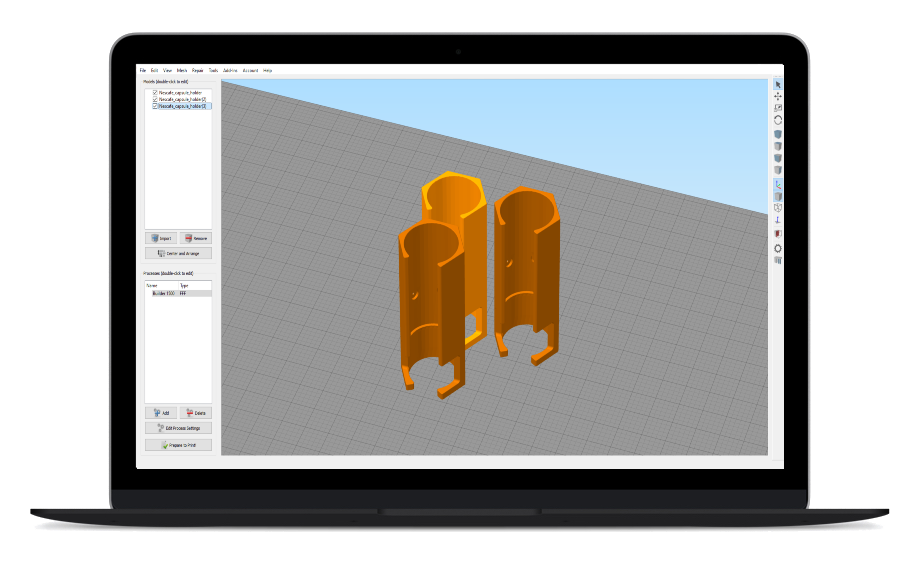 File Edit View Mesh Repair Tools Add-Ins Account Help
Models (double-click to edit)
Nescafe_capsule_holder
Nescafe_capsule_holder(2)
Nescafe_capsule_holder(3)
Import Remove
Center and Arrange
Processes (double-click to edit)
Name Type
Builder 1500 FFF
Add Delete
Edit Process Settings
Prepare to Print!